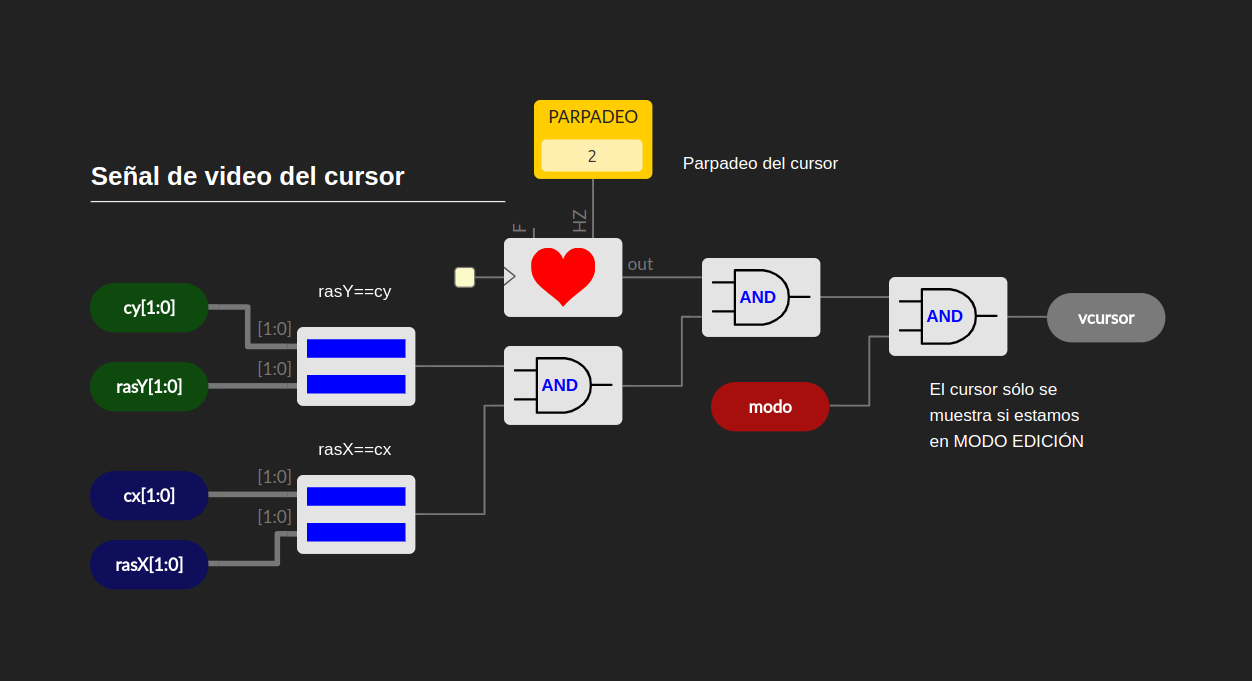 PARPADEO
2
Parpadeo del cursor
Señal de video del cursor
F
HZ
out
AND
AND
vcursor
rasY==cy
cy[1:0]
[1:0]
[1:0]
rasY[1:0]
AND
modo
El cursor sólo se
muestra si estamos
en MODO EDICIÓN
rasX==cx
cx[1:0]
[1:0]
[1:0]
rasX[1:0]